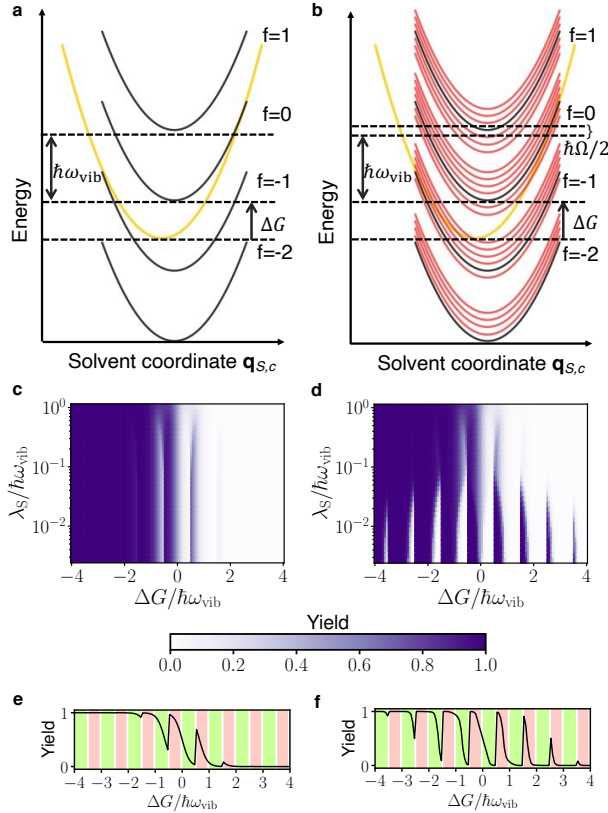 a
b
f=1
f=0
f=-1
f=-2
ℏω_vib
ΔG
Energy
Solvent coordinate q_S,c
f=1
f=0
ℏΩ/2
f=-1
f=-2
ℏω_vib
ΔG
Energy
Solvent coordinate q_S,c
c
10⁰
10⁻¹
10⁻²
λ_S/ℏω_vib
−4 −2 0 2 4
ΔG/ℏω_vib
d
10⁰
10⁻¹
10⁻²
λ_S/ℏω_vib
−4 −2 0 2 4
ΔG/ℏω_vib
Yield
0.0 0.2 0.4 0.6 0.8 1.0
e
Yield
1
0
−4 −3 −2 −1 0 1 2 3 4
ΔG/ℏω_vib
f
Yield
1
0
−4 −3 −2 −1 0 1 2 3 4
ΔG/ℏω_vib